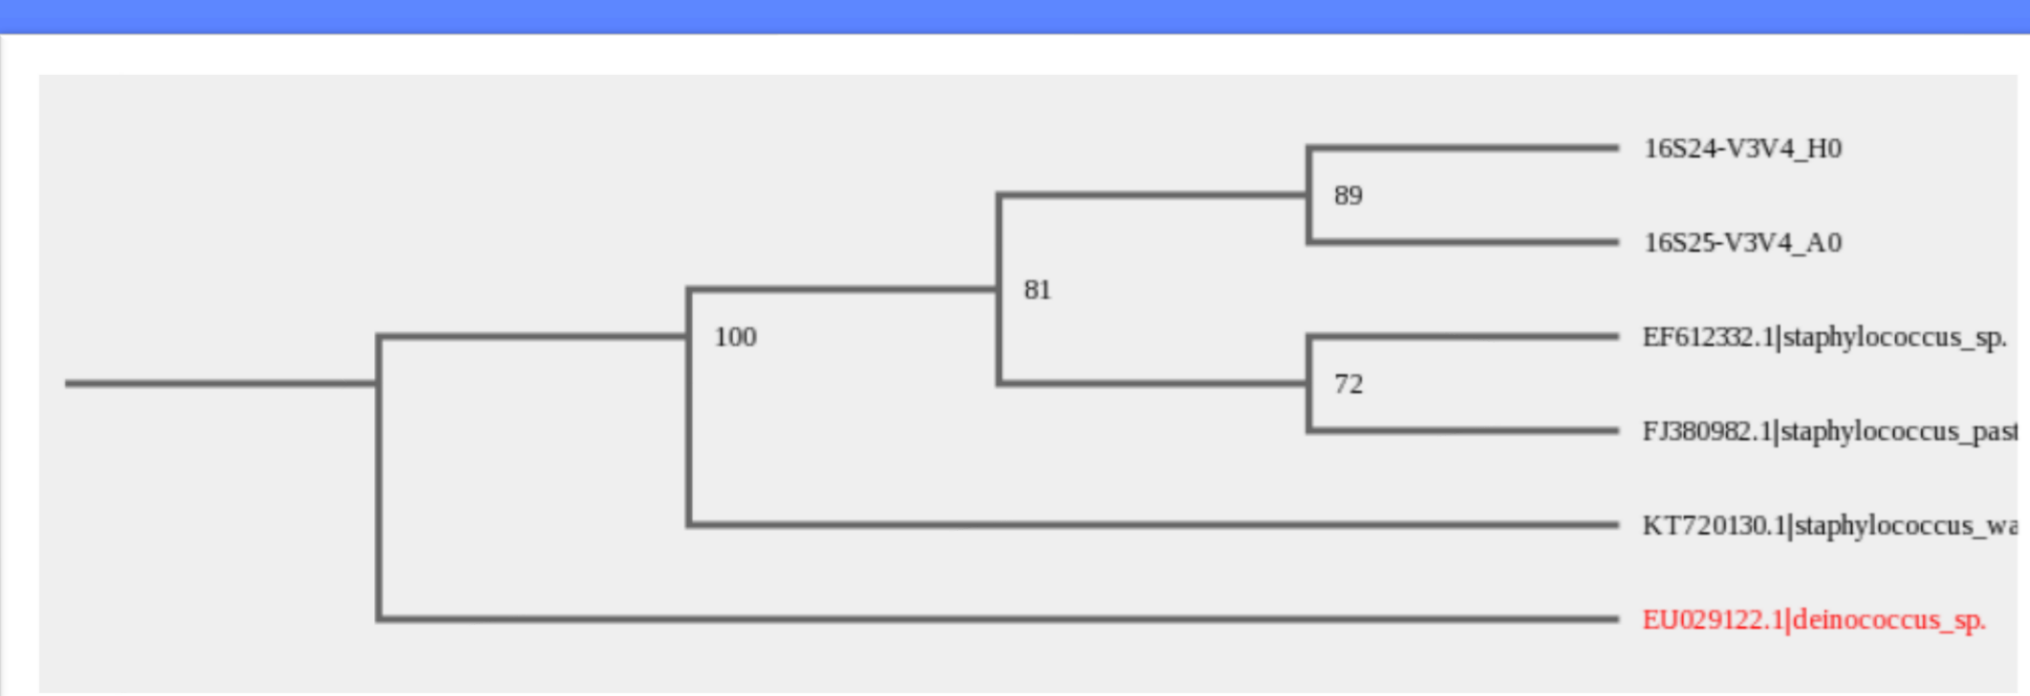 16S24-V3V4_H0
89
16S25-V3V4_A0
81
100
EF612332.1|staphylococcus_sp.
72
FJ380982.1|staphylococcus_past
KT720130.1|staphylococcus_wa
EU029122.1|deinococcus_sp.